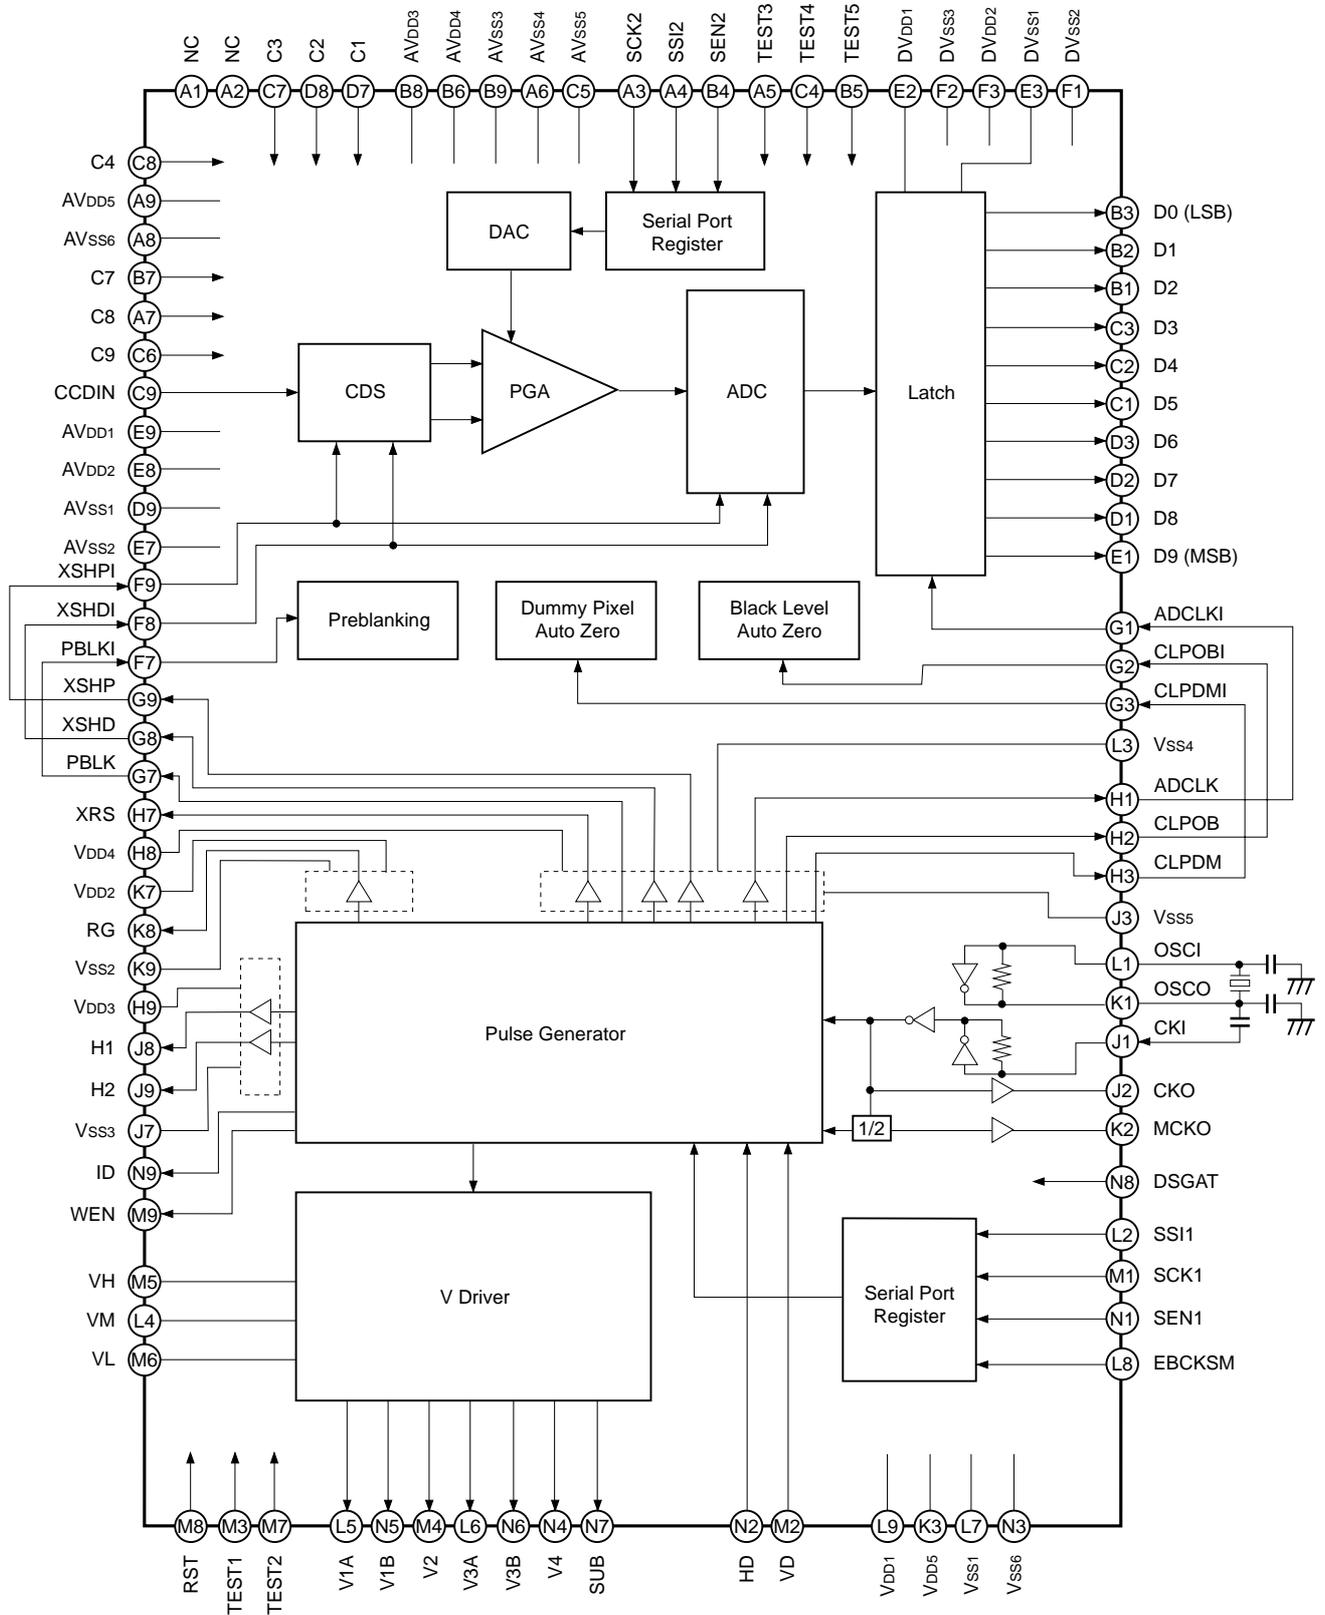 NC NC C3 C2 C1 AVDD3 AVDD4 AVSS3 AVSS4 AVSS5 SCK2 SSI2 SEN2 TEST3 TEST4 TEST5 DVDD1 DVSS3 DVDD2 DVSS1 DVSS2
A1 A2 C7 D8 D7 B8 B6 B9 A6 C5 A3 A4 B4 A5 C4 B5 E2 F2 F3 E3 F1
C4 C8
AVDD5 A9
AVSS6 A8
C7 B7
C8 A7
C9 C6
CCDIN C9
AVDD1 E9
AVDD2 E8
AVSS1 D9
AVSS2 E7
XSHPI F9
XSHDI F8
PBLKI F7
XSHP G9
XSHD G8
PBLK G7
XRS H7
VDD4 H8
VDD2 K7
RG K8
VSS2 K9
VDD3 H9
H1 J8
H2 J9
VSS3 J7
ID N9
WEN M9
VH M5
VM L4
VL M6
DAC
Serial Port
Register
CDS
PGA
ADC
Latch
Preblanking
Dummy Pixel
Auto Zero
Black Level
Auto Zero
Pulse Generator
1/2
V Driver
Serial Port
Register
B3 D0 (LSB)
B2 D1
B1 D2
C3 D3
C2 D4
C1 D5
D3 D6
D2 D7
D1 D8
E1 D9 (MSB)
G1 ADCLKI
G2 CLPOBI
G3 CLPDMI
L3 VSS4
H1 ADCLK
H2 CLPOB
H3 CLPDM
J3 VSS5
L1 OSCI
K1 OSCO
J1 CKI
J2 CKO
K2 MCKO
N8 DSGAT
L2 SSI1
M1 SCK1
N1 SEN1
L8 EBCKSM
M8 M3 M7 L5 N5 M4 L6 N6 N4 N7 N2 M2 L9 K3 L7 N3
RST TEST1 TEST2 V1A V1B V2 V3A V3B V4 SUB HD VD VDD1 VDD5 VSS1 VSS6